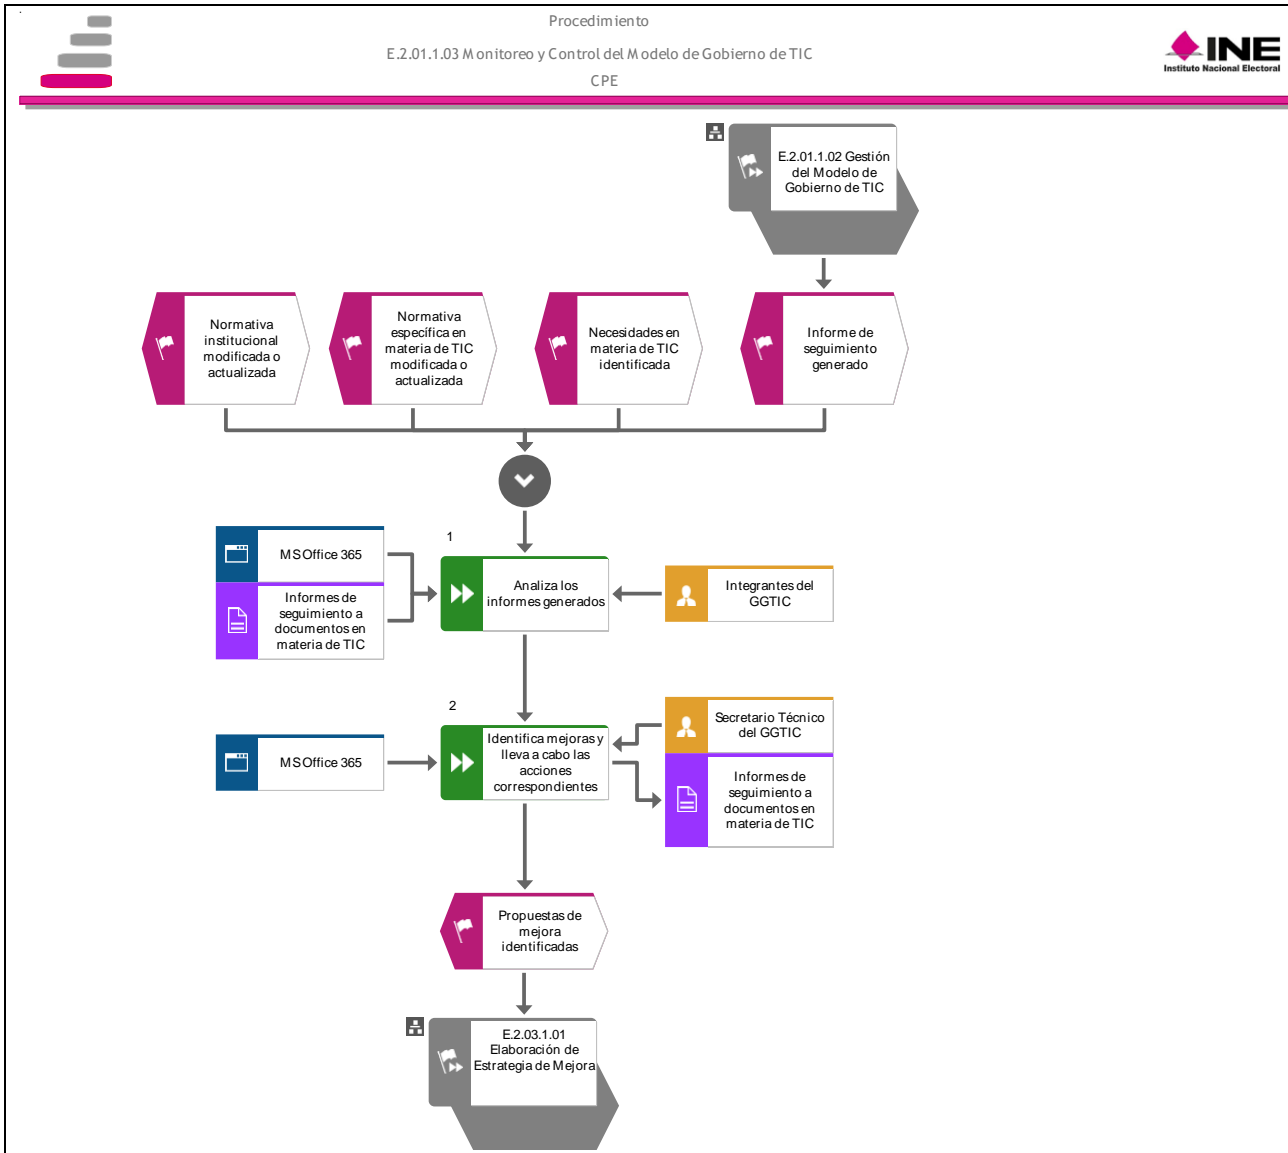 Procedimiento
E.2.01.1.03 Monitoreo y Control del Modelo de Gobierno de TIC
CPE
INE
Instituto Nacional Electoral
E.2.01.1.02 Gestión
del Modelo de
Gobierno de TIC
Normativa
institucional
modificada o
actualizada
Normativa
específica en
materia de TIC
modificada o
actualizada
Necesidades en
materia de TIC
identificada
Informe de
seguimiento
generado
1
MS Office 365
Informes de
seguimiento a
documentos en
materia de TIC
Analiza los
informes generados
Integrantes del
GGTIC
2
MS Office 365
Identifica mejoras y
lleva a cabo las
acciones
correspondientes
Secretario Técnico
del GGTIC
Informes de
seguimiento a
documentos en
materia de TIC
Propuestas de
mejora
identificadas
E.2.03.1.01
Elaboración de
Estrategia de Mejora